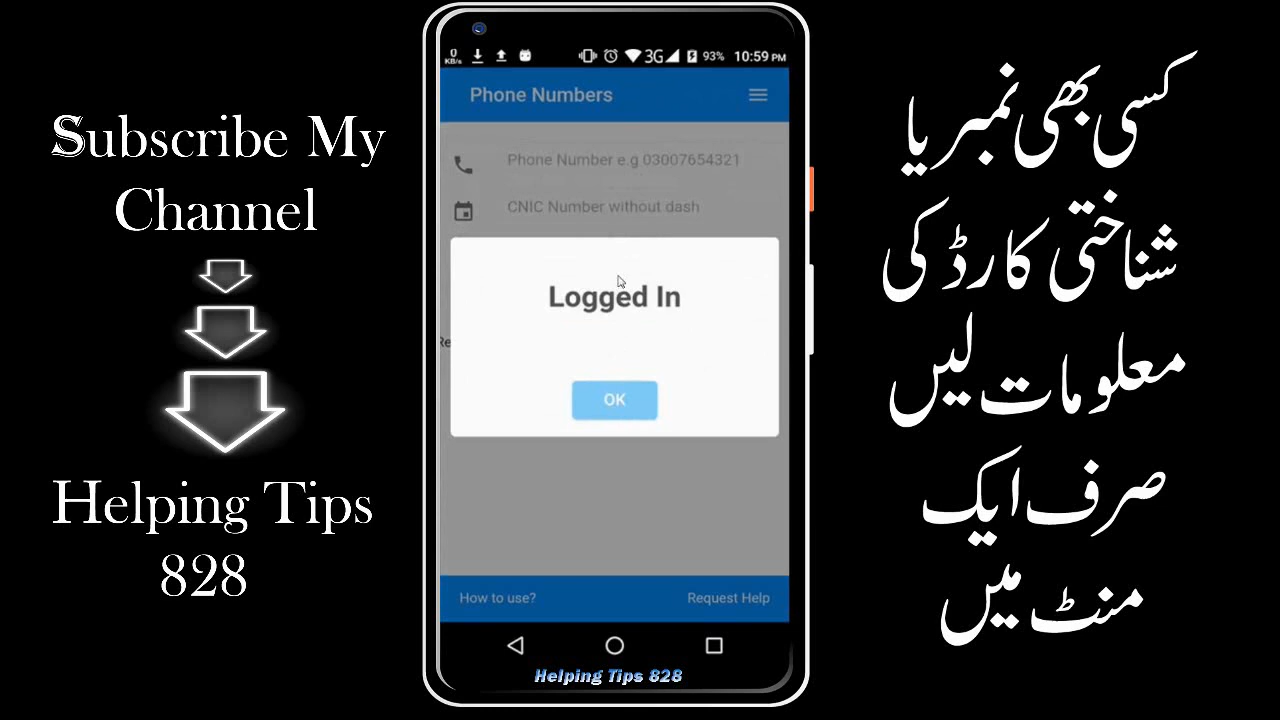 Subscribe My
Channel
Helping Tips
828
0
KB/s
3G
93%
10:59 PM
Phone Numbers
Phone Number e.g 03007654321
CNIC Number without dash
Re
Logged In
OK
How to use?
Request Help
Helping Tips 828
کسی بھی نمبر یا
شناختی کارڈ کی
معلومات لیں
صرف ایک
منٹ میں